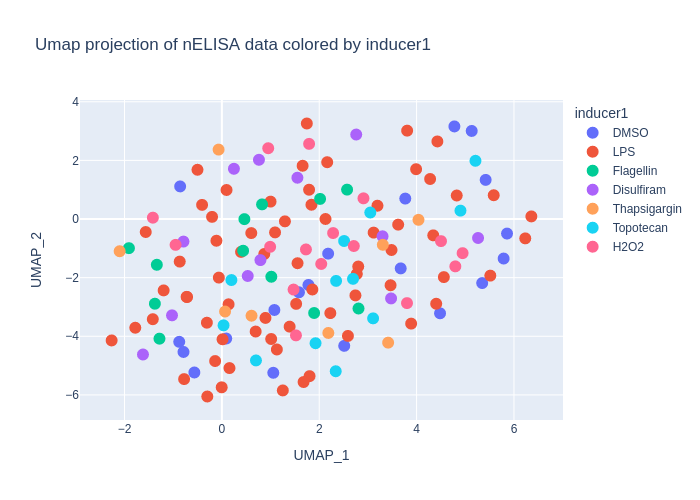 Umap projection of nELISA data colored by inducer1
inducer1
DMSO
LPS
Flagellin
Disulfiram
Thapsigargin
Topotecan
H2O2
4
2
0
−2
−4
−6
UMAP_2
−2
0
2
4
6
UMAP_1